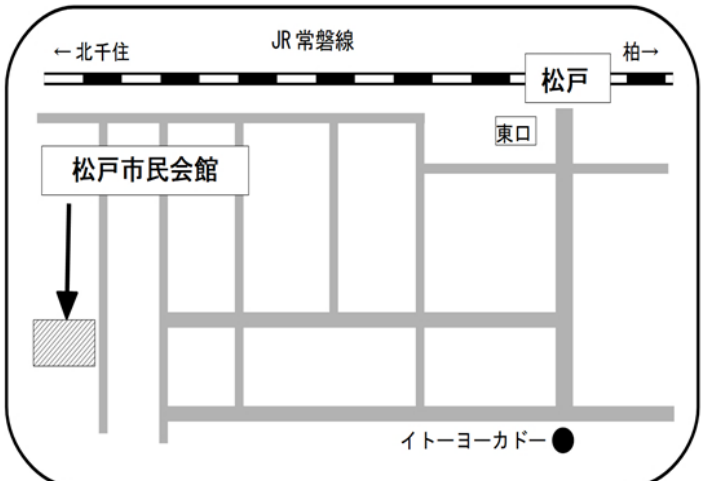 JR 常磐線
←北千住
柏→
松戸
東口
松戸市民会館
イトーヨーカドー